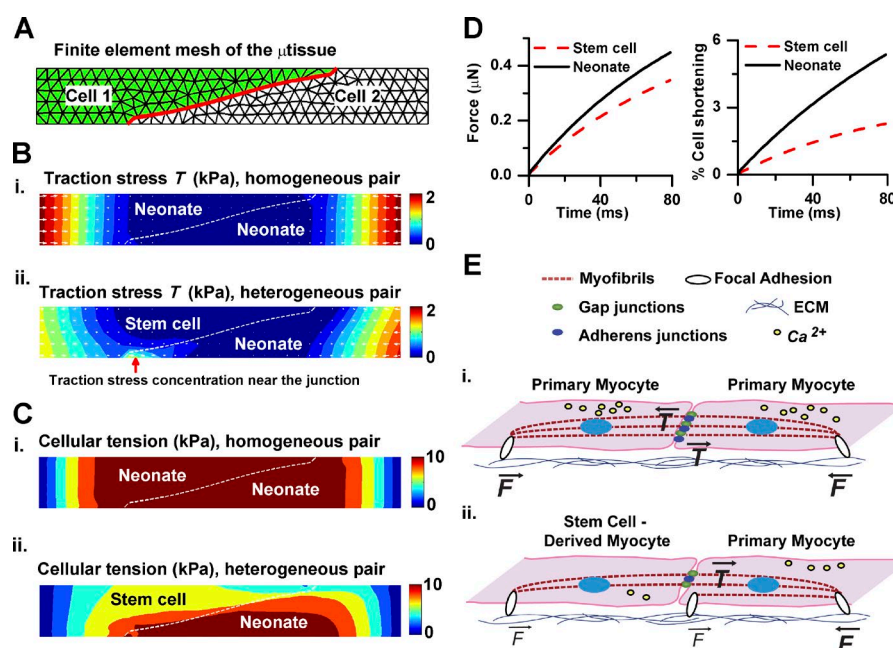 A
Finite element mesh of the μtissue
Cell 1
Cell 2
B
i.
Traction stress T (kPa), homogeneous pair
Neonate
Neonate
2
0
ii.
Traction stress T (kPa), heterogeneous pair
Stem cell
Neonate
2
0
Traction stress concentration near the junction
C
i.
Cellular tension (kPa), homogeneous pair
Neonate
Neonate
10
0
ii.
Cellular tension (kPa), heterogeneous pair
Stem cell
Neonate
10
0
D
Stem cell
Neonate
Force (μN)
0.4
0.2
0.0
0 40 80
Time (ms)
Stem cell
Neonate
% Cell shortening
6
3
0
0 40 80
Time (ms)
E
Myofibrils
Focal Adhesion
Gap junctions
ECM
Adherens junctions
Ca 2+
i.
Primary Myocyte
Primary Myocyte
T
T
F
F
ii.
Stem Cell -
Derived Myocyte
Primary Myocyte
T
F
F
F